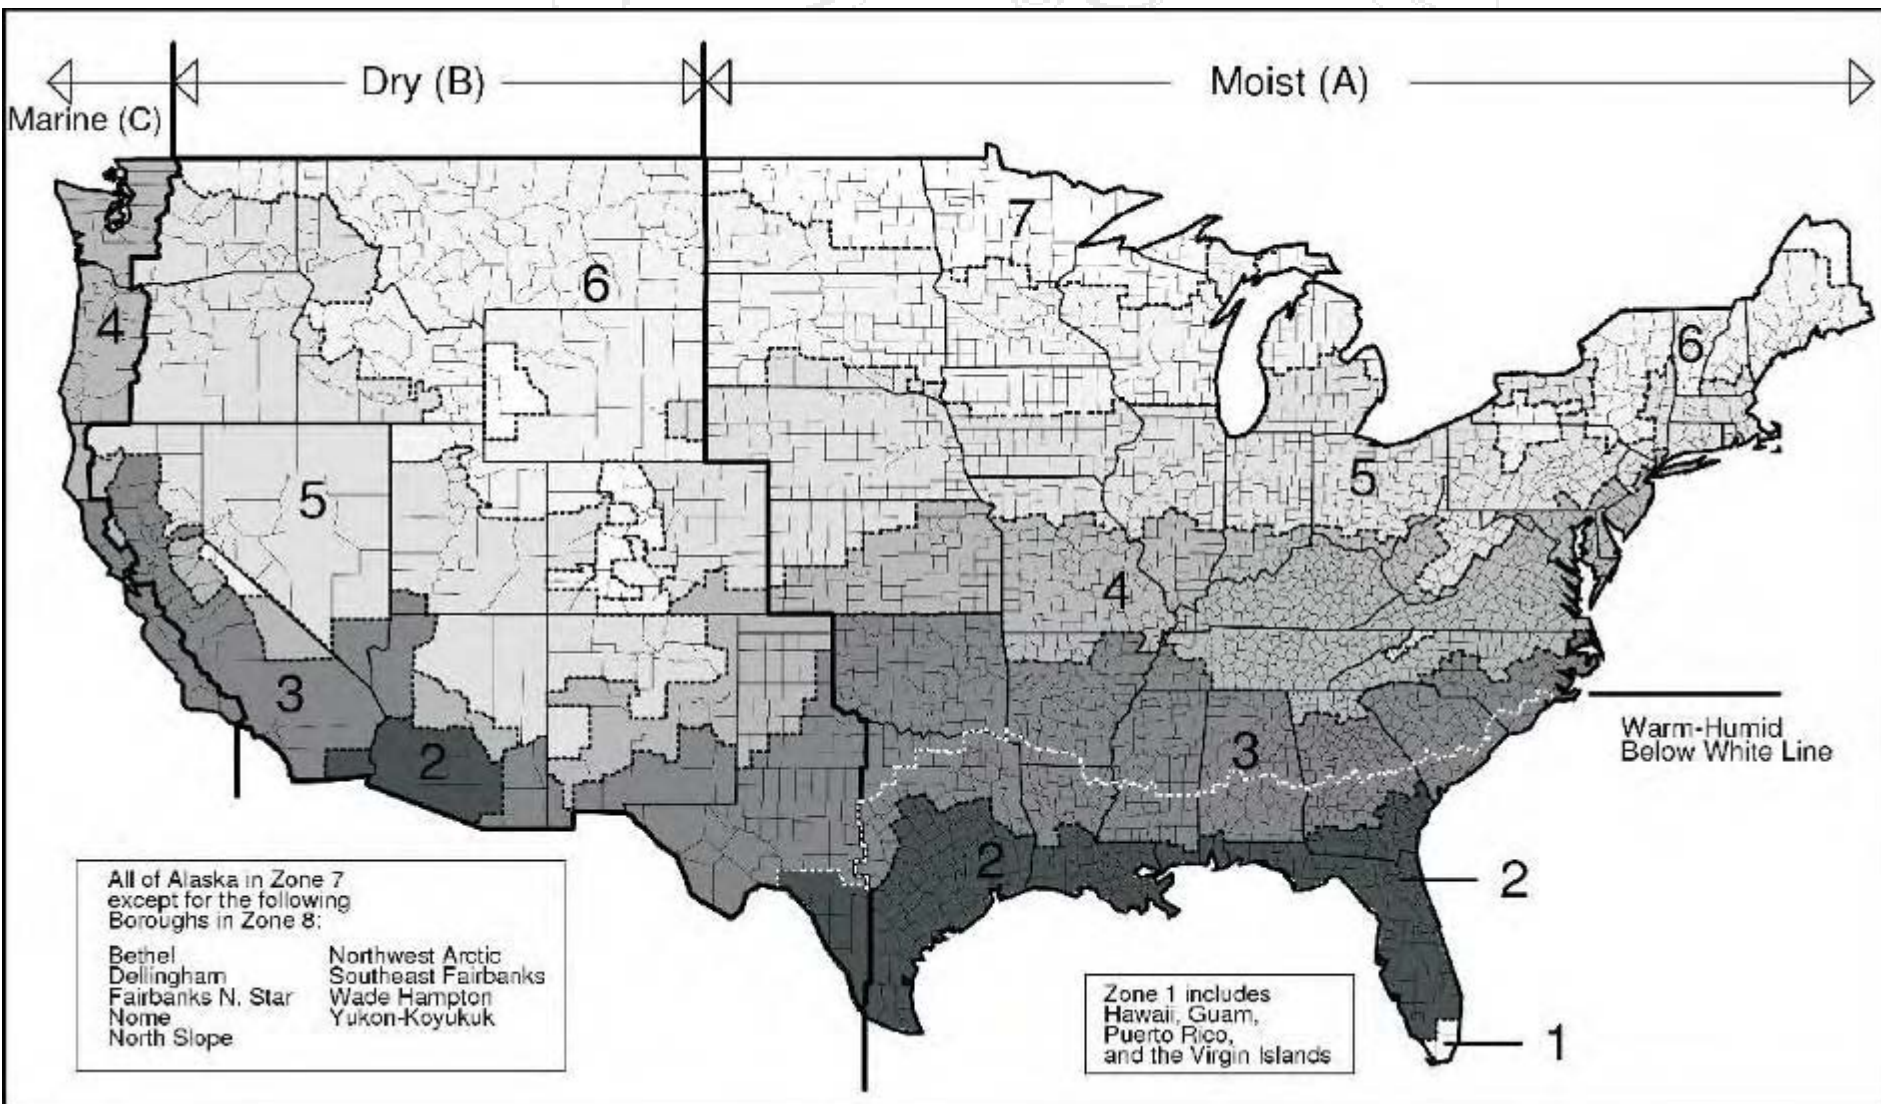 Marine (C)
Dry (B)
Moist (A)
7
6
4
6
5
5
4
3
3
2
2
Warm-Humid
Below White Line
2
1
All of Alaska in Zone 7
except for the following
Boroughs in Zone 8:
Bethel
Dellingham
Fairbanks N. Star
Nome
North Slope
Northwest Arctic
Southeast Fairbanks
Wade Hampton
Yukon-Koyukuk
Zone 1 includes
Hawaii, Guam,
Puerto Rico,
and the Virgin Islands